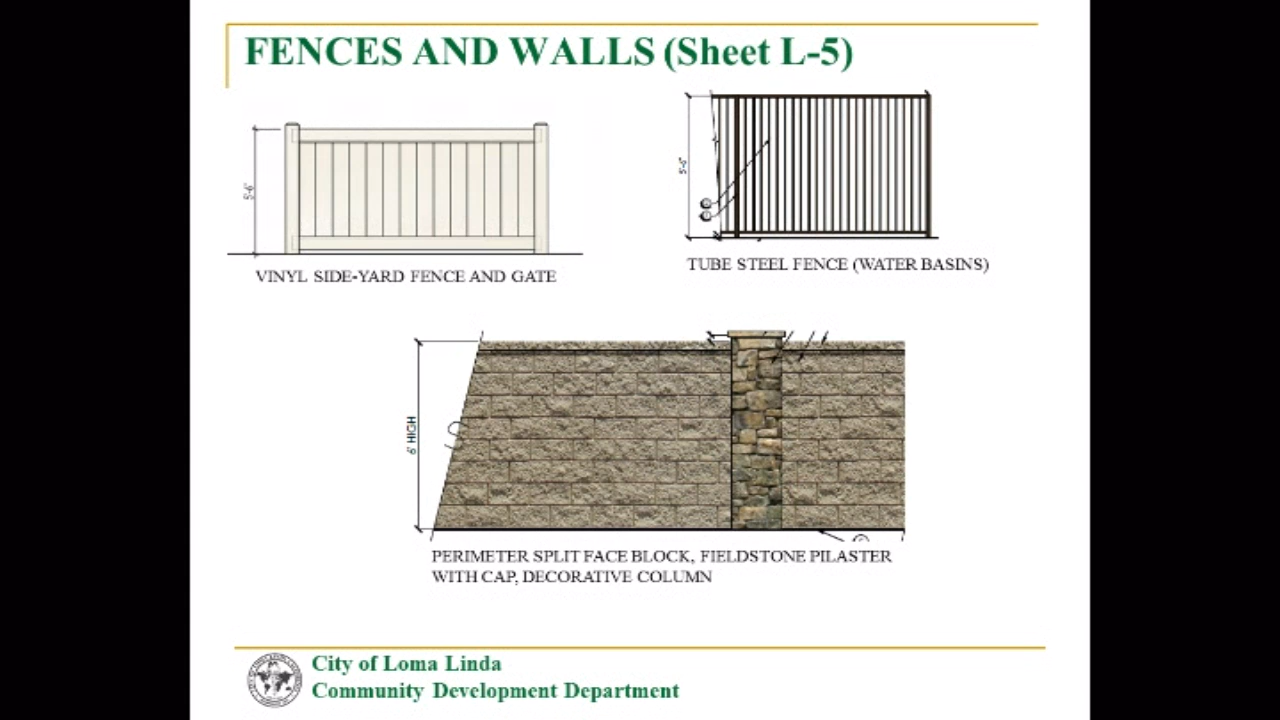 FENCES AND WALLS (Sheet L-5)
5'-6"
5'-6"
VINYL SIDE-YARD FENCE AND GATE
TUBE STEEL FENCE (WATER BASINS)
6' HIGH
PERIMETER SPLIT FACE BLOCK, FIELDSTONE PILASTER
WITH CAP, DECORATIVE COLUMN
City of Loma Linda
Community Development Department